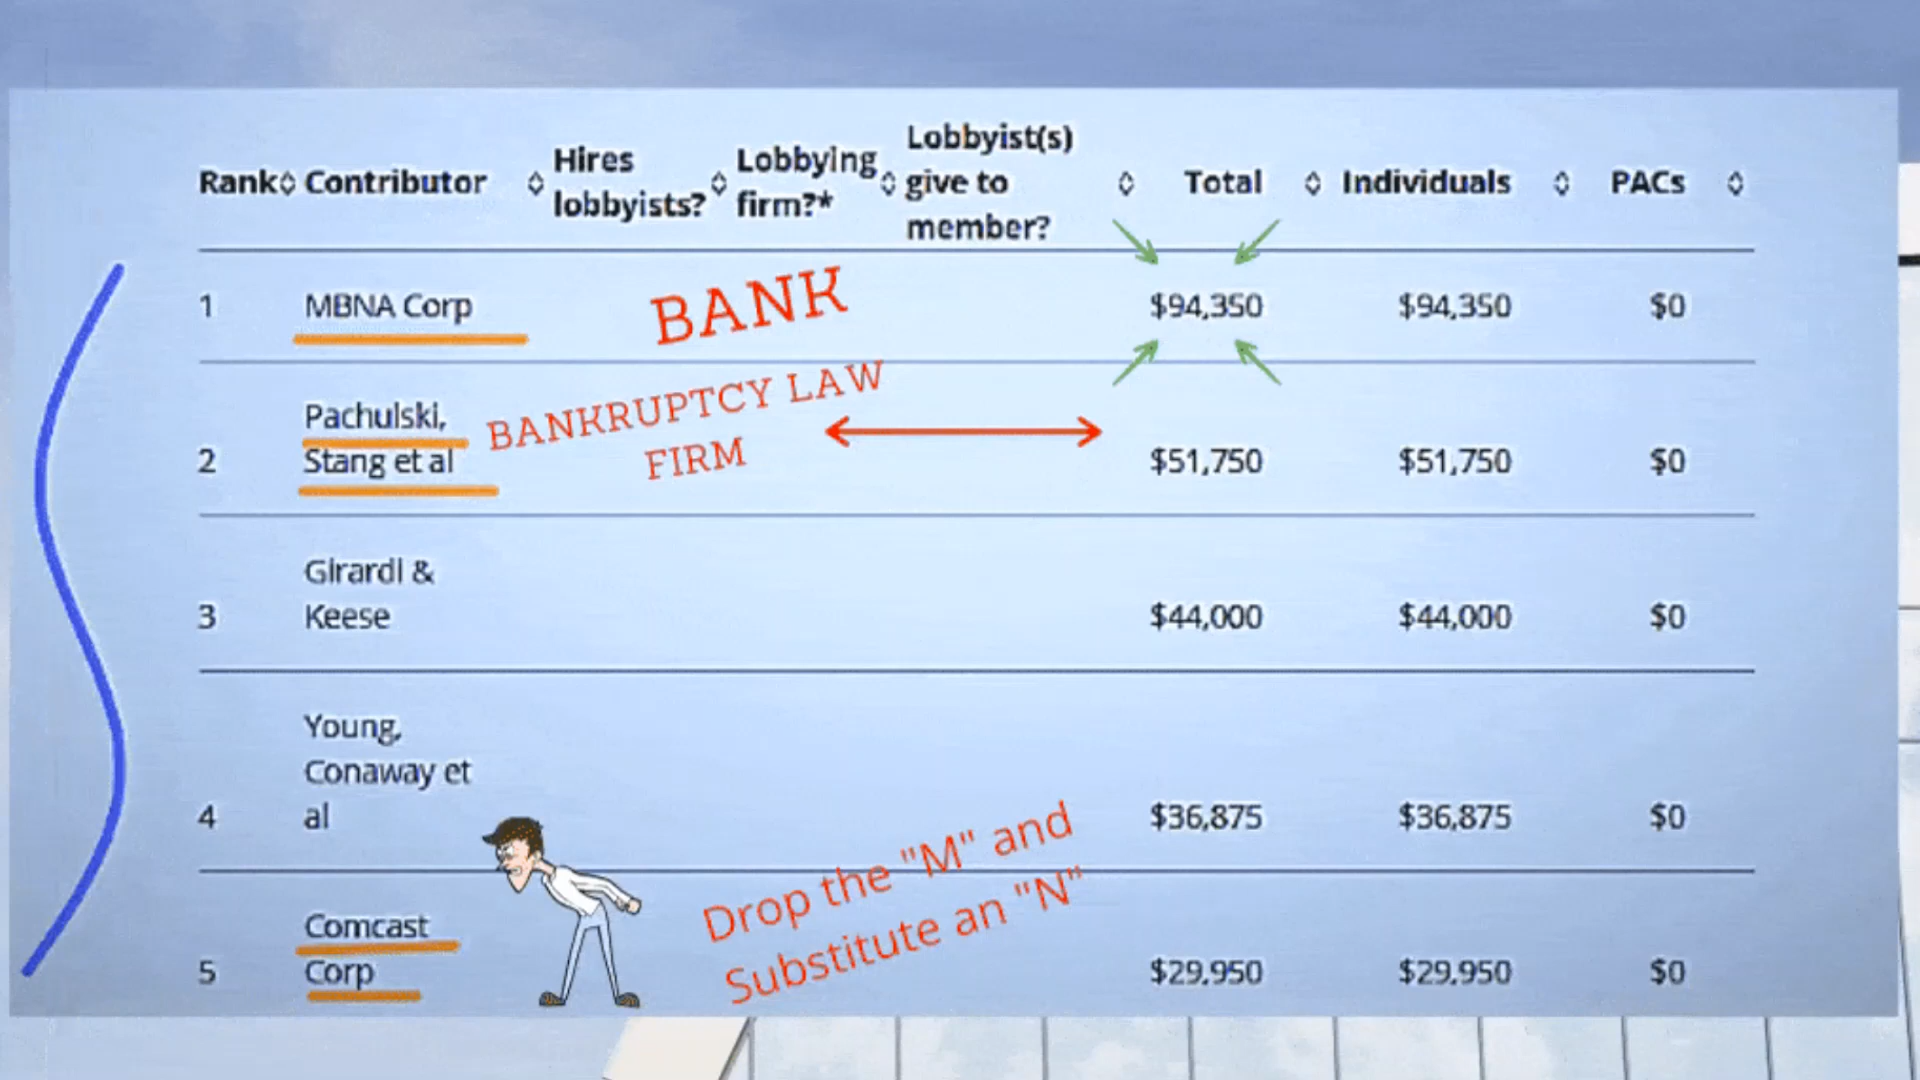 Rank Contributor Hires lobbyists? Lobbying firm?* Lobbyist(s) give to member? Total Individuals PACs
1 MBNA Corp BANK $94,350 $94,350 $0
BANKRUPTCY LAW FIRM
2 Pachulski, Stang et al $51,750 $51,750 $0
3 Girardi & Keese $44,000 $44,000 $0
4 Young, Conaway et al $36,875 $36,875 $0
Drop the "M" and
Substitute an "N"
5 Comcast Corp $29,950 $29,950 $0